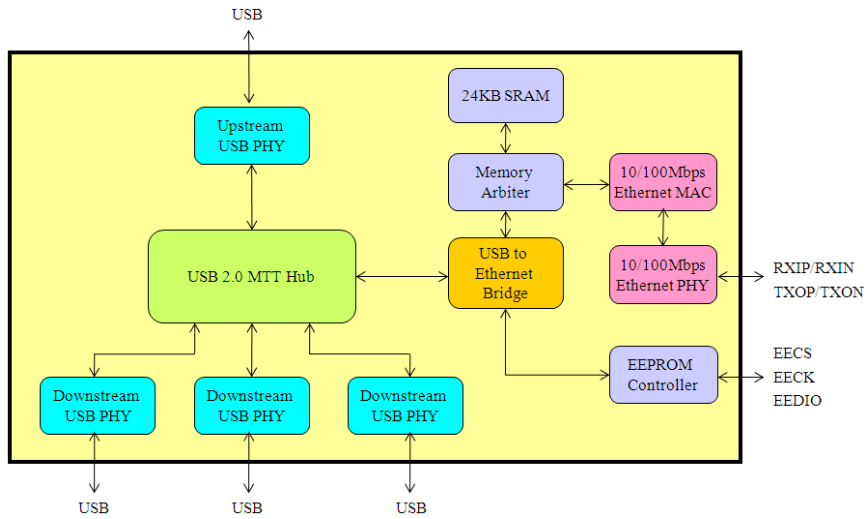 USB
24KB SRAM
Upstream
USB PHY
Memory
Arbiter
10/100Mbps
Ethernet MAC
USB 2.0 MTT Hub
USB to
Ethernet
Bridge
10/100Mbps
Ethernet PHY
RXIP/RXIN
TXOP/TXON
EEPROM
Controller
EECS
EECK
EEDIO
Downstream
USB PHY
Downstream
USB PHY
Downstream
USB PHY
USB
USB
USB